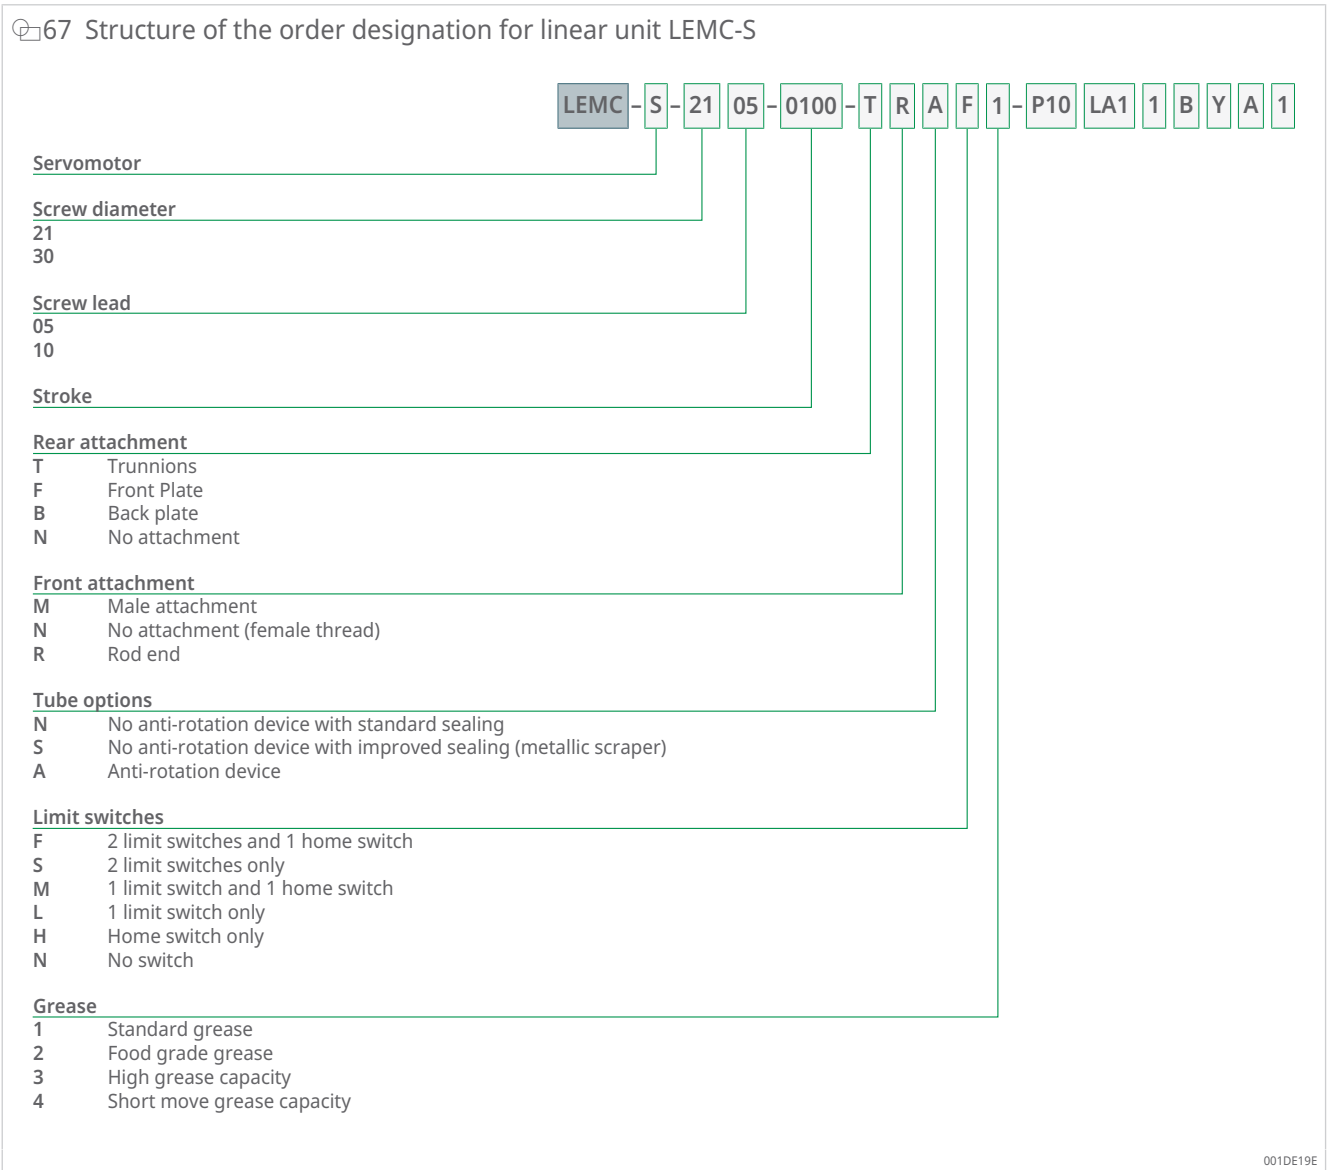 67 Structure of the order designation for linear unit LEMC-S
LEMC – S – 21 05 – 0100 – T R A F 1 – P10 LA1 1 B Y A 1
Servomotor
Screw diameter
21
30
Screw lead
05
10
Stroke
Rear attachment
T Trunnions
F Front Plate
B Back plate
N No attachment
Front attachment
M Male attachment
N No attachment (female thread)
R Rod end
Tube options
N No anti-rotation device with standard sealing
S No anti-rotation device with improved sealing (metallic scraper)
A Anti-rotation device
Limit switches
F 2 limit switches and 1 home switch
S 2 limit switches only
M 1 limit switch and 1 home switch
L 1 limit switch only
H Home switch only
N No switch
Grease
1 Standard grease
2 Food grade grease
3 High grease capacity
4 Short move grease capacity
001DE19E